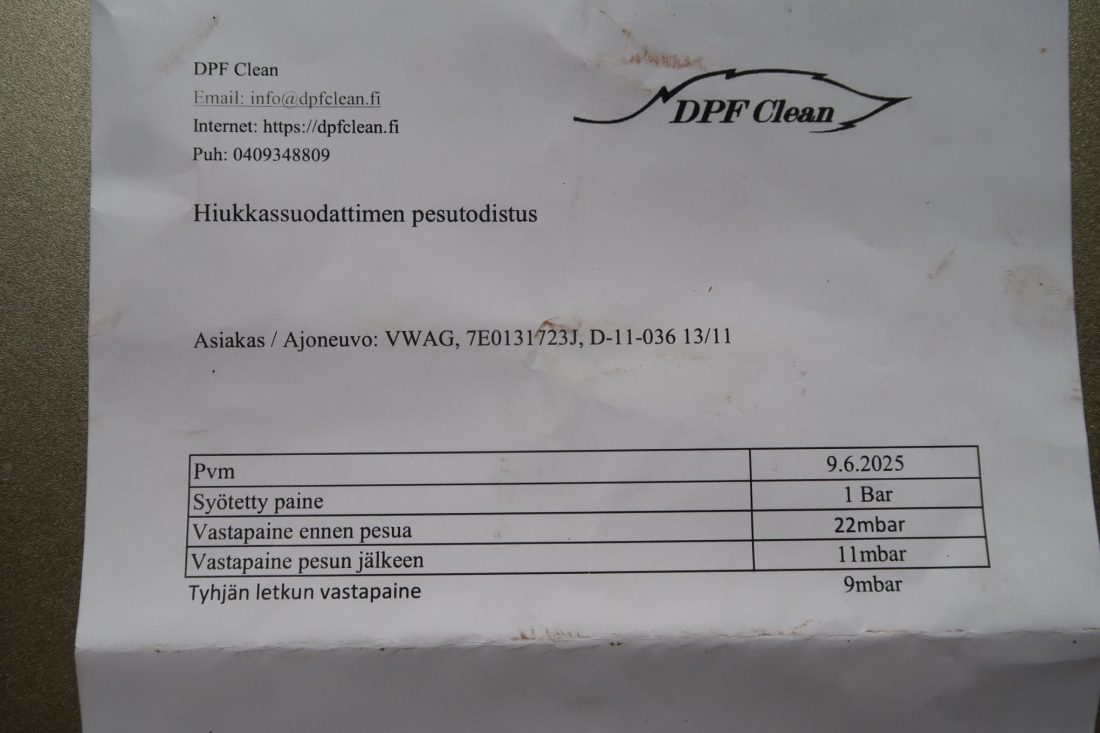 DPF Clean
Email: info@dpfclean.fi
Internet: https://dpfclean.fi
Puh: 0409348809
DPF Clean
Hiukkassuodattimen pesutodistus
Asiakas / Ajoneuvo: VWAG, 7E0131723J, D-11-036 13/11
Pvm 9.6.2025
Syötetty paine 1 Bar
Vastapaine ennen pesua 22mbar
Vastapaine pesun jälkeen 11mbar
Tyhjän letkun vastapaine 9mbar